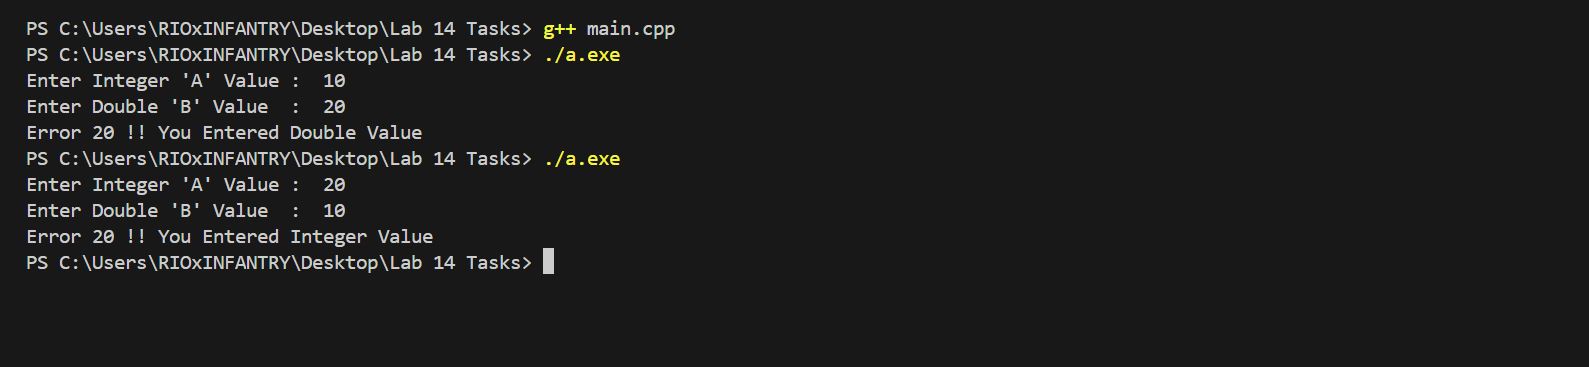 PS C:\Users\RIOxINFANTRY\Desktop\Lab 14 Tasks> g++ main.cpp
PS C:\Users\RIOxINFANTRY\Desktop\Lab 14 Tasks> ./a.exe
Enter Integer 'A' Value :  10
Enter Double 'B' Value  :  20
Error 20 !! You Entered Double Value
PS C:\Users\RIOxINFANTRY\Desktop\Lab 14 Tasks> ./a.exe
Enter Integer 'A' Value :  20
Enter Double 'B' Value  :  10
Error 20 !! You Entered Integer Value
PS C:\Users\RIOxINFANTRY\Desktop\Lab 14 Tasks>